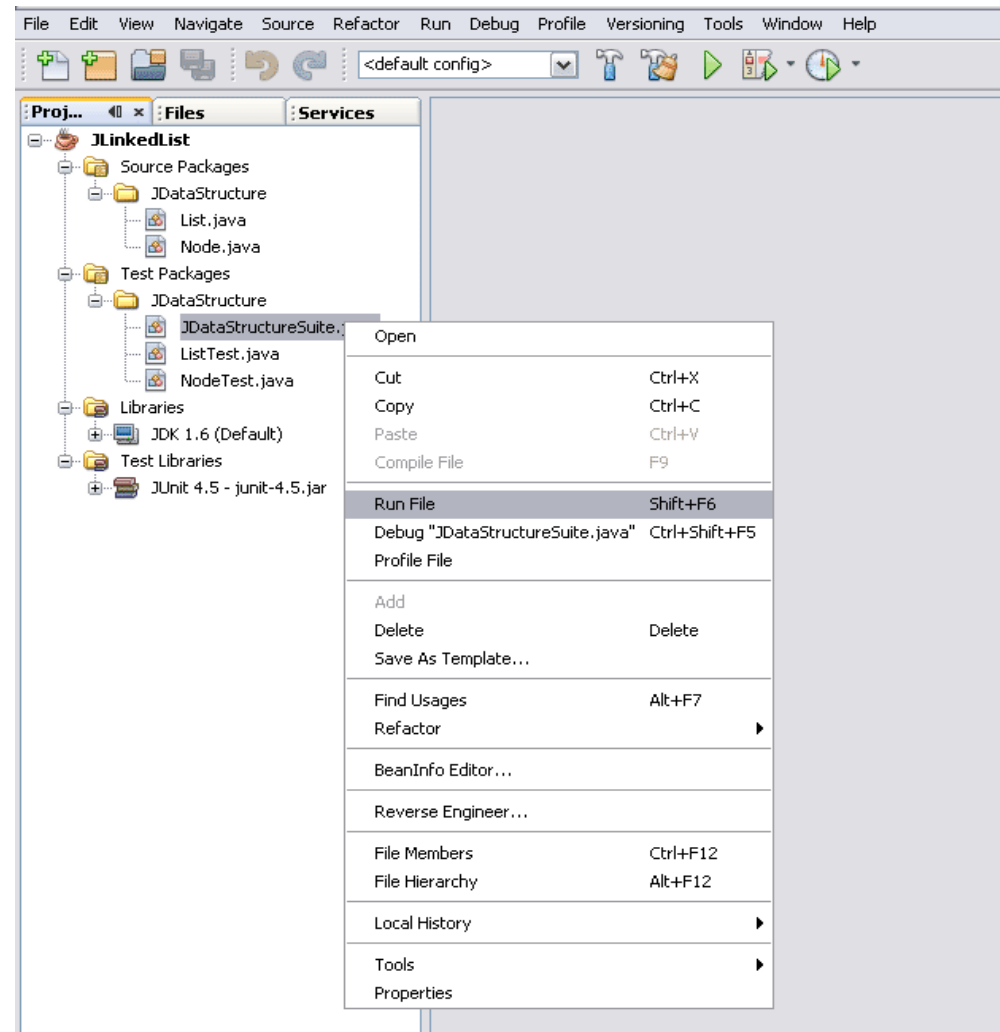 File Edit View Navigate Source Refactor Run Debug Profile Versioning Tools Window Help
<default config>
Proj... Files Services
JLinkedList
Source Packages
JDataStructure
List.java
Node.java
Test Packages
JDataStructure
JDataStructureSuite.j
ListTest.java
NodeTest.java
Libraries
JDK 1.6 (Default)
Test Libraries
JUnit 4.5 - junit-4.5.jar
Open
Cut Ctrl+X
Copy Ctrl+C
Paste Ctrl+V
Compile File F9
Run File Shift+F6
Debug "JDataStructureSuite.java" Ctrl+Shift+F5
Profile File
Add
Delete Delete
Save As Template...
Find Usages Alt+F7
Refactor
BeanInfo Editor...
Reverse Engineer...
File Members Ctrl+F12
File Hierarchy Alt+F12
Local History
Tools
Properties